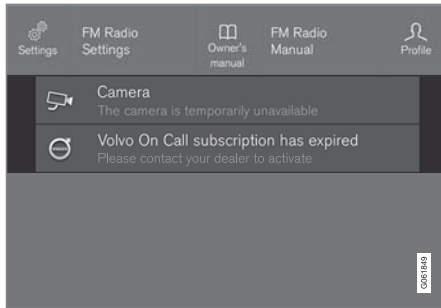 Settings
FM Radio
Settings
Owner's
manual
FM Radio
Manual
Profile
Camera
The camera is temporarily unavailable
Volvo On Call subscription has expired
Please contact your dealer to activate
G061849